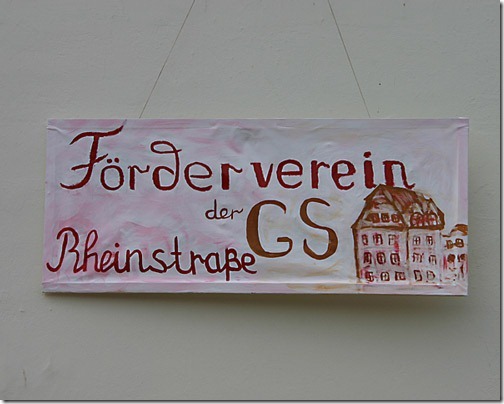 Förderverein
der GS
Rheinstraße